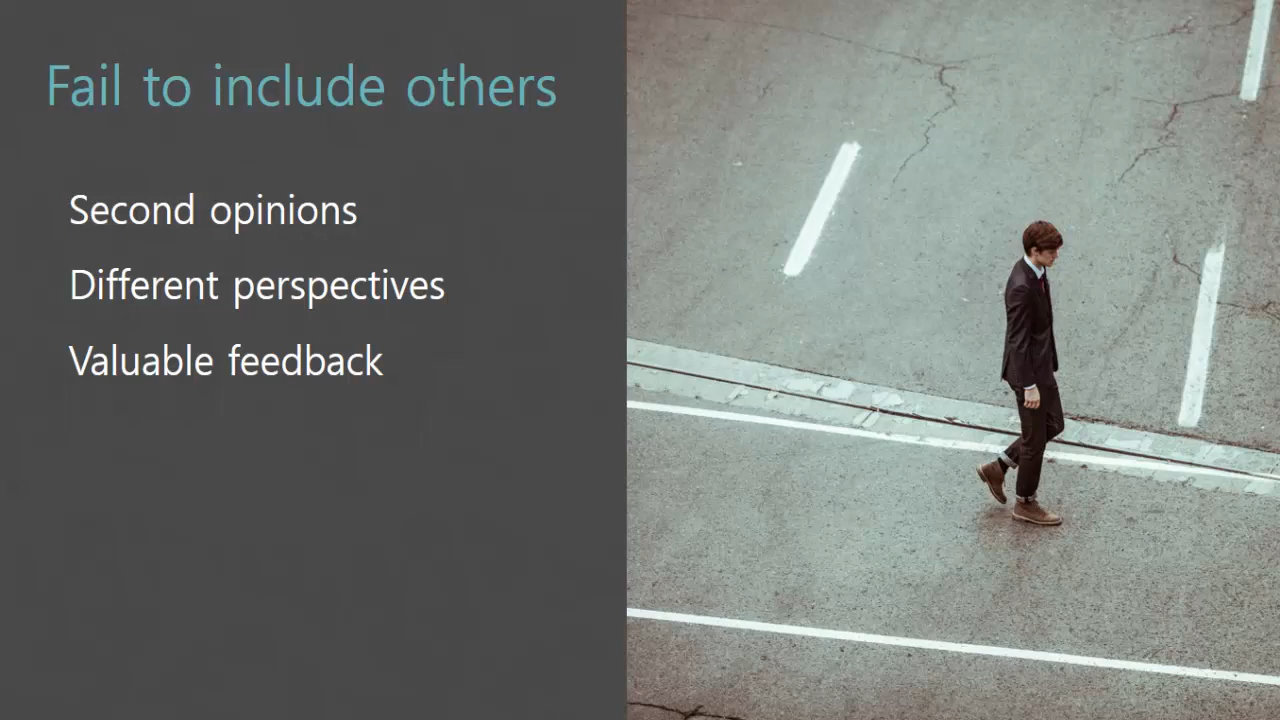 Fail to include others
Second opinions
Different perspectives
Valuable feedback